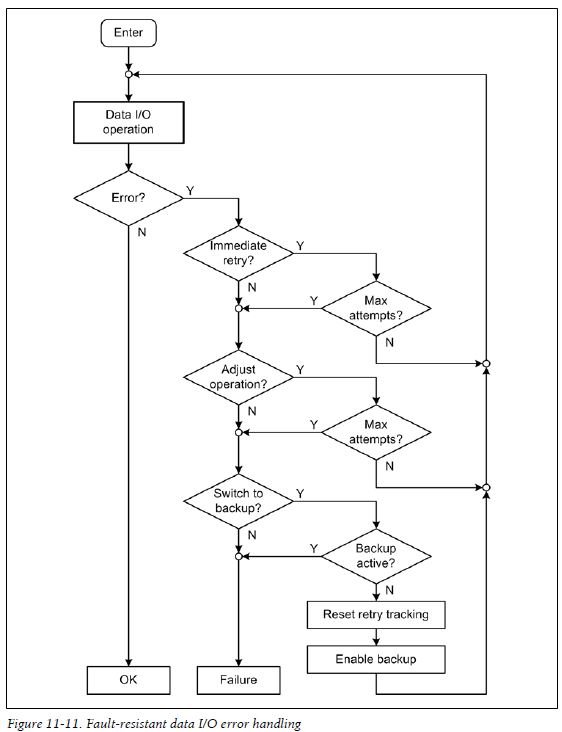 Enter
Data I/O
operation
Error?
Y
N
Immediate
retry?
Y
N
Max
attempts?
Y
N
Adjust
operation?
Y
N
Max
attempts?
Y
N
Switch to
backup?
Y
N
Backup
active?
Y
N
Reset retry tracking
Enable backup
OK
Failure
Figure 11-11. Fault-resistant data I/O error handling